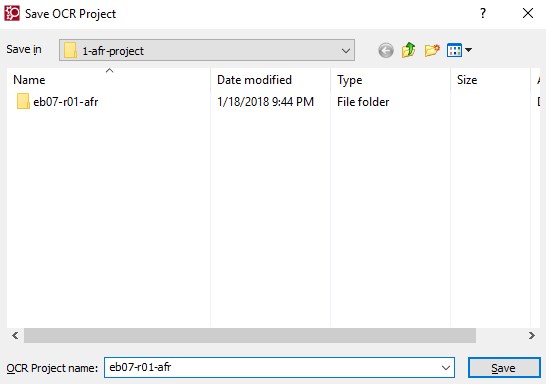 Save OCR Project
?
Save in 1-afr-project
Name Date modified Type Size
eb07-r01-afr 1/18/2018 9:44 PM File folder
OCR Project name: eb07-r01-afr Save